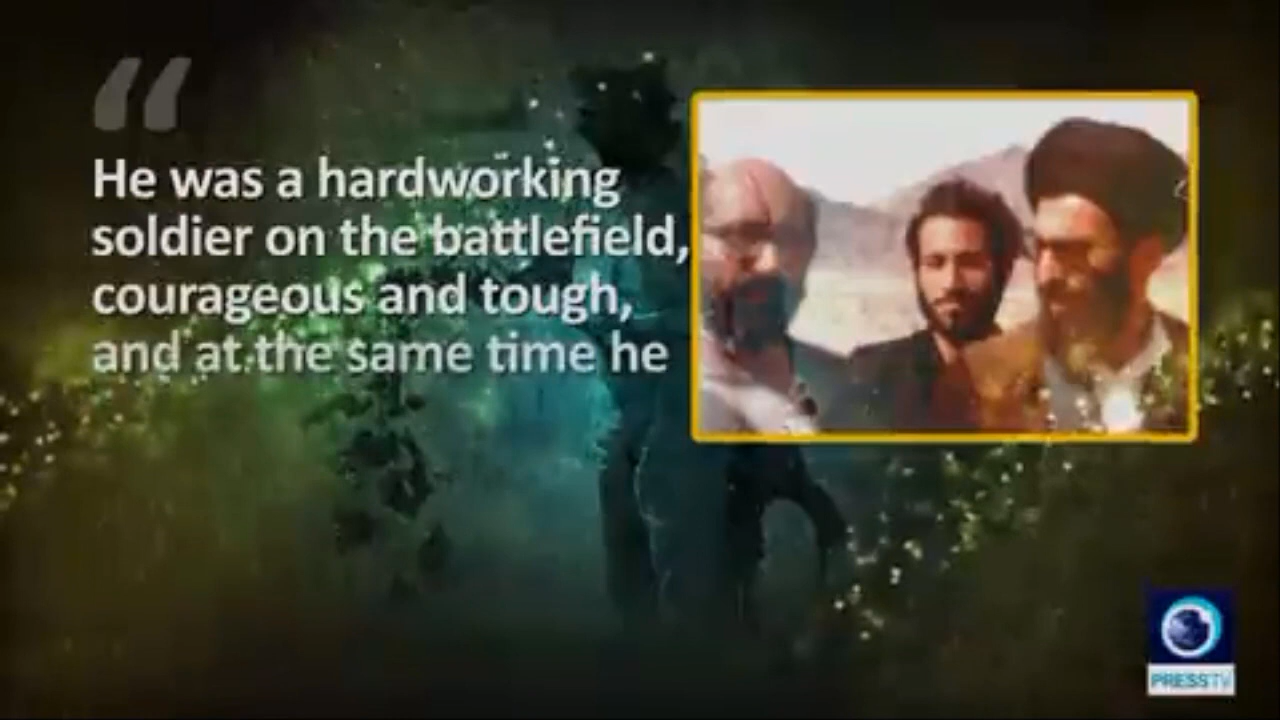 “
He was a hardworking
soldier on the battlefield,
courageous and tough,
and at the same time he
PRESSTV